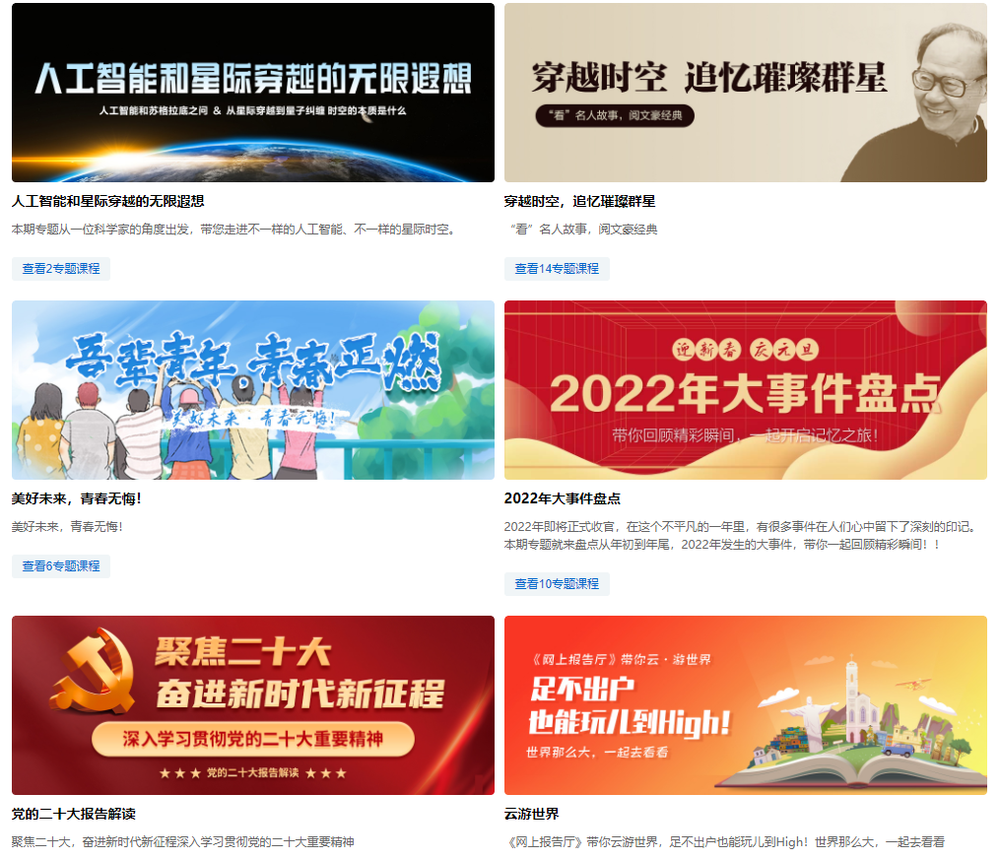 人工智能和星际穿越的无限遐想
人工智能和苏格拉底之问 & 从星际穿越到量子纠缠 时空的本质是什么
人工智能和星际穿越的无限遐想
本期专题从一位科学家的角度出发，带您走进不一样的人工智能、不一样的星际时空。
查看2专题课程
穿越时空 追忆璀璨群星
“看”名人故事，阅文豪经典
穿越时空，追忆璀璨群星
“看”名人故事，阅文豪经典
查看14专题课程
吾辈青年 青春正燃
美好未来·青春无悔!
美好未来，青春无悔！
美好未来，青春无悔！
查看6专题课程
迎新春 庆元旦
2022年大事件盘点
带你回顾精彩瞬间，一起开启记忆之旅！
2022年大事件盘点
2022年即将正式收官，在这个不平凡的一年里，有很多事件在人们心中留下了深刻的印记。
本期专题就来盘点从年初到年尾，2022年发生的大事件，带你一起回顾精彩瞬间！！
查看10专题课程
聚焦二十大
奋进新时代新征程
深入学习贯彻党的二十大重要精神
★ ★ ★ 党的二十大报告解读 ★ ★ ★
党的二十大报告解读
聚焦二十大，奋进新时代新征程深入学习贯彻党的二十大重要精神
《网上报告厅》带你云·游世界
足不出户
也能玩儿到High!
世界那么大，一起去看看
云游世界
《网上报告厅》带你云游世界，足不出户也能玩儿到High！世界那么大，一起去看看